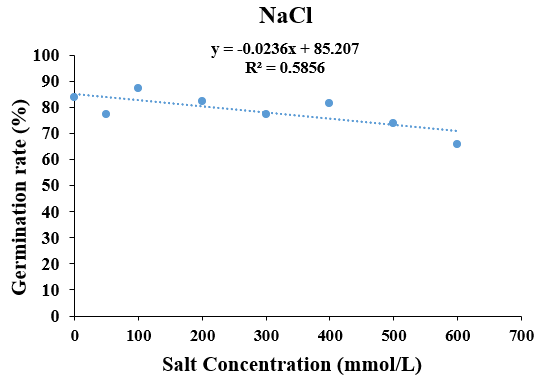 NaCl
y = -0.0236x + 85.207
R² = 0.5856
100
90
80
70
60
50
40
30
20
10
0
Germination rate (%)
0 100 200 300 400 500 600 700
Salt Concentration (mmol/L)